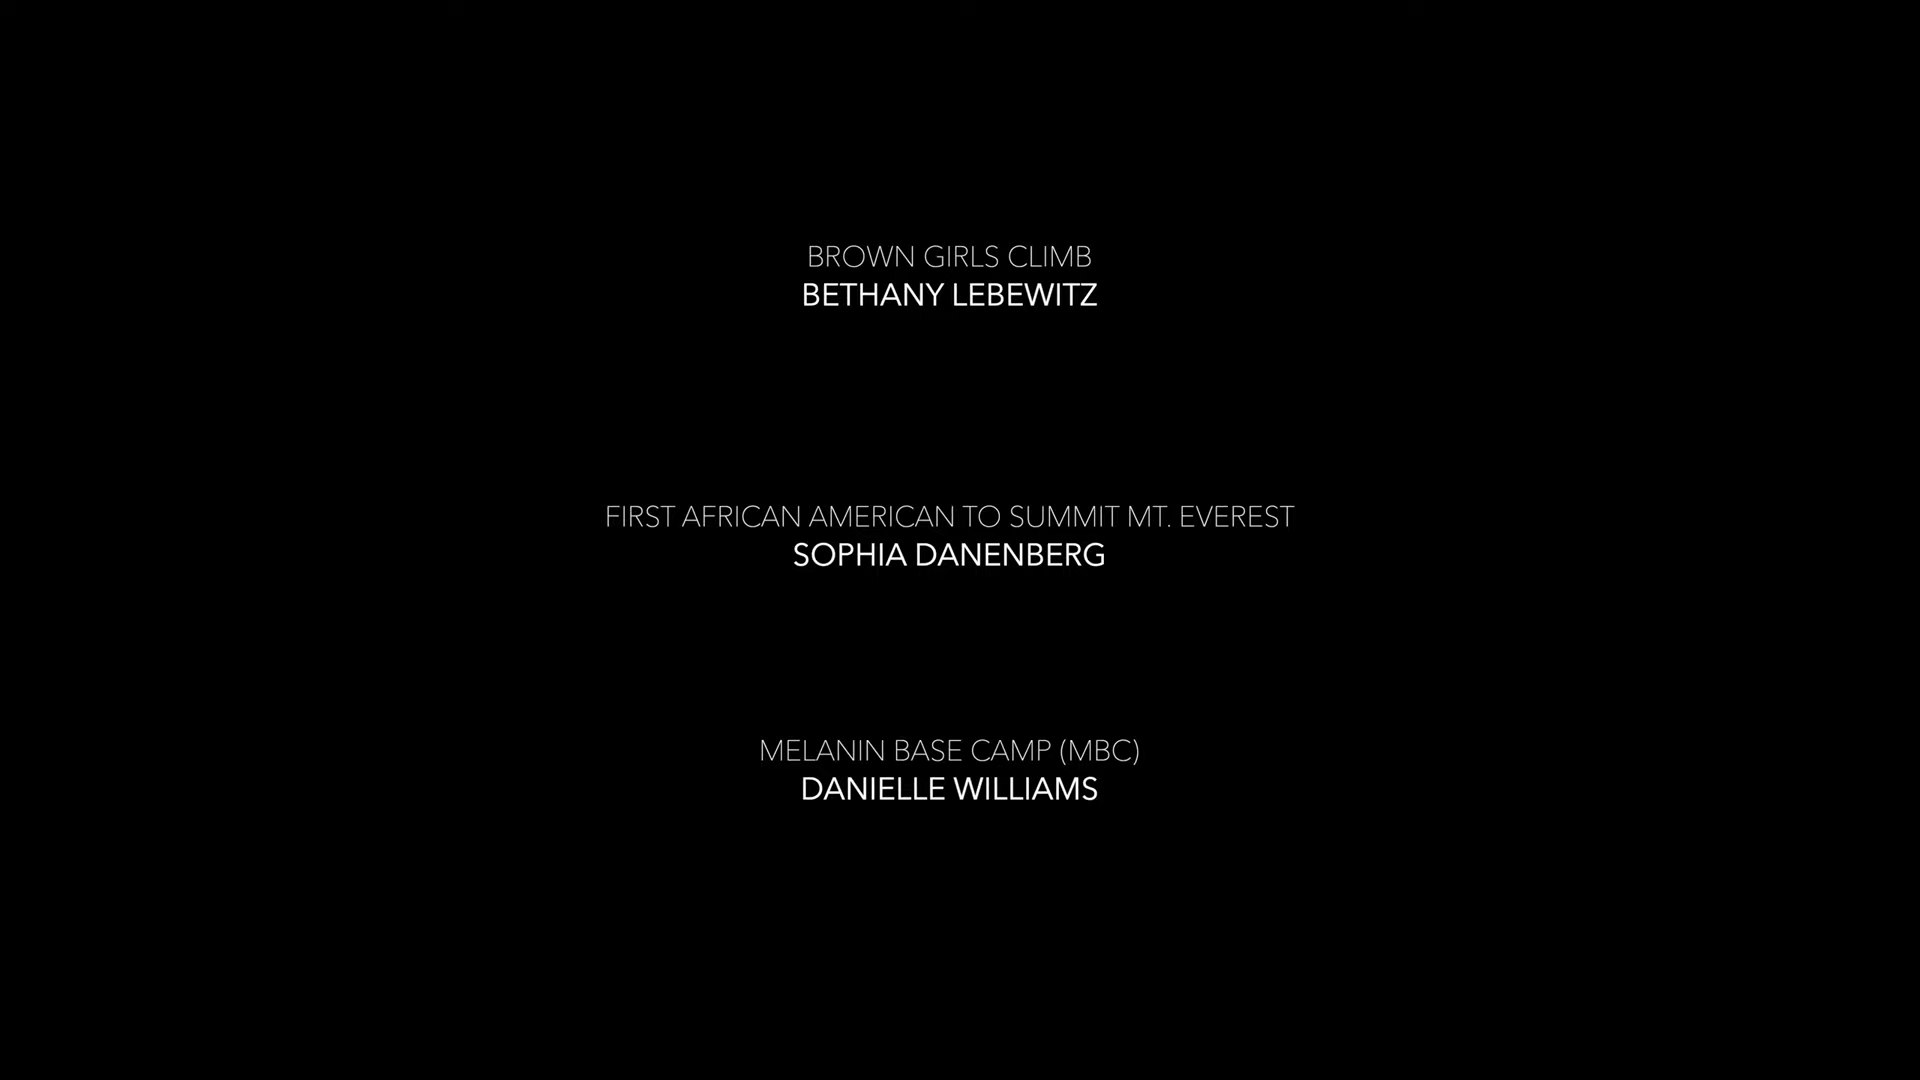 BROWN GIRLS CLIMB
BETHANY LEBEWITZ
FIRST AFRICAN AMERICAN TO SUMMIT MT. EVEREST
SOPHIA DANENBERG
MELANIN BASE CAMP (MBC)
DANIELLE WILLIAMS